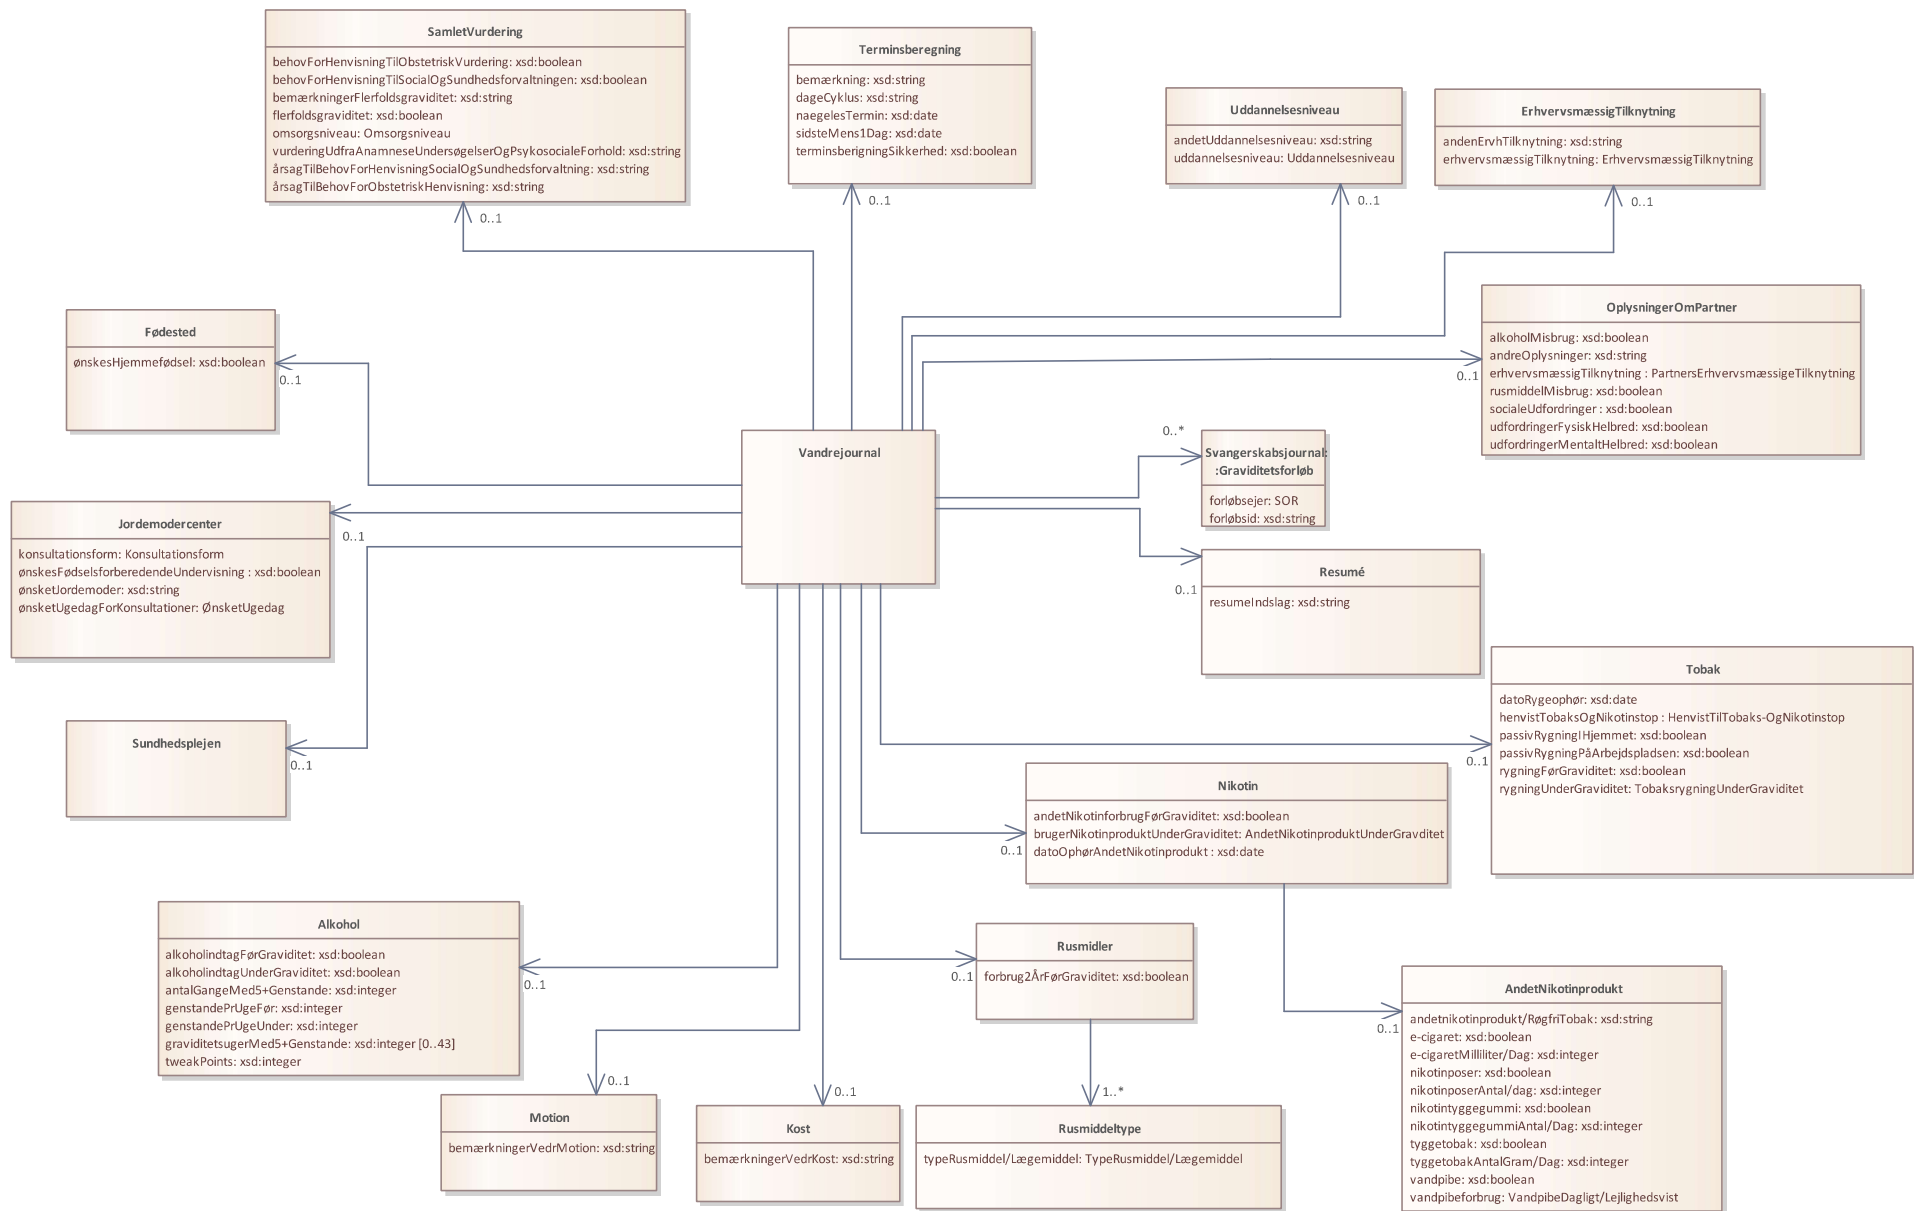 SamletVurdering
behovForHenvisningTilObstetriskVurdering: xsd:boolean
behovForHenvisningTilSocialOgSundhedsforvaltningen: xsd:boolean
bemærkningerFlerfoldsgraviditet: xsd:string
flerfoldsgraviditet: xsd:boolean
omsorgsniveau: Omsorgsniveau
vurderingUdfraAnamneseUndersøgelserOgPsykosocialeForhold: xsd:string
årsagTilBehovForHenvisningSocialOgSundhedsforvaltning: xsd:string
årsagTilBehovForObstetriskHenvisning: xsd:string
0..1
Terminsberegning
bemærkning: xsd:string
dageCyklus: xsd:string
naegelesTermin: xsd:date
sidsteMens1Dag: xsd:date
terminsberigningSikkerhed: xsd:boolean
0..1
Uddannelsesniveau
andetUddannelsesniveau: xsd:string
uddannelsesniveau: Uddannelsesniveau
0..1
ErhvervsmæssigTilknytning
andenErvhTilknytning: xsd:string
erhvervsmæssigTilknytning: ErhvervsmæssigTilknytning
0..1
OplysningerOmPartner
alkoholMisbrug: xsd:boolean
andreOplysninger: xsd:string
erhvervsmæssigTilknytning : PartnersErhvervsmæssigeTilknytning
rusmiddelMisbrug: xsd:boolean
socialeUdfordringer : xsd:boolean
udfordringerFysiskHelbred: xsd:boolean
udfordringerMentaltHelbred: xsd:boolean
0..1
Fødested
ønskesHjemmefødsel: xsd:boolean
0..1
Vandrejournal
0..*
Svangerskabsjournal:
:Graviditetsforløb
forløbsejer: SOR
forløbsid: xsd:string
Jordemodercenter
konsultationsform: Konsultationsform
ønskesFødselsforberedendeUndervisning : xsd:boolean
ønsketJordemoder: xsd:string
ønsketUgedagForKonsultationer: ØnsketUgedag
0..1
Resumé
resumeIndslag: xsd:string
0..1
Sundhedsplejen
0..1
Tobak
datoRygeophør: xsd:date
henvistTobaksOgNikotinstop : HenvistTilTobaks-OgNikotinstop
passivRygningIHjemmet: xsd:boolean
passivRygningPåArbejdspladsen: xsd:boolean
rygningFørGraviditet: xsd:boolean
rygningUnderGraviditet: TobaksrygningUnderGraviditet
0..1
Nikotin
andetNikotinforbrugFørGraviditet: xsd:boolean
brugerNikotinproduktUnderGraviditet: AndetNikotinproduktUnderGravditet
datoOphørAndetNikotinprodukt : xsd:date
0..1
Alkohol
alkoholindtagFørGraviditet: xsd:boolean
alkoholindtagUnderGraviditet: xsd:boolean
antalGangeMed5+Genstande: xsd:integer
genstandePrUgeFør: xsd:integer
genstandePrUgeUnder: xsd:integer
graviditetsugerMed5+Genstande: xsd:integer [0..43]
tweakPoints: xsd:integer
0..1
Rusmidler
forbrug2ÅrFørGraviditet: xsd:boolean
0..1
AndetNikotinprodukt
andetnikotinprodukt/RøgfriTobak: xsd:string
e-cigaret: xsd:boolean
e-cigaretMilliliter/Dag: xsd:integer
nikotinposer: xsd:boolean
nikotinposerAntal/dag: xsd:integer
nikotintyggegummi: xsd:boolean
nikotintyggegummiAntal/Dag: xsd:integer
tyggetobak: xsd:boolean
tyggetobakAntalGram/Dag: xsd:integer
vandpibe: xsd:boolean
vandpibeforbrug: VandpibeDagligt/Lejlighedsvist
0..1
Motion
bemærkningerVedrMotion: xsd:string
0..1
Kost
bemærkningerVedrKost: xsd:string
0..1
Rusmiddeltype
typeRusmiddel/Lægemiddel: TypeRusmiddel/Lægemiddel
1..*